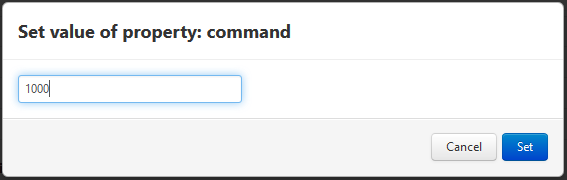 Set value of property: command
1000
Cancel Set